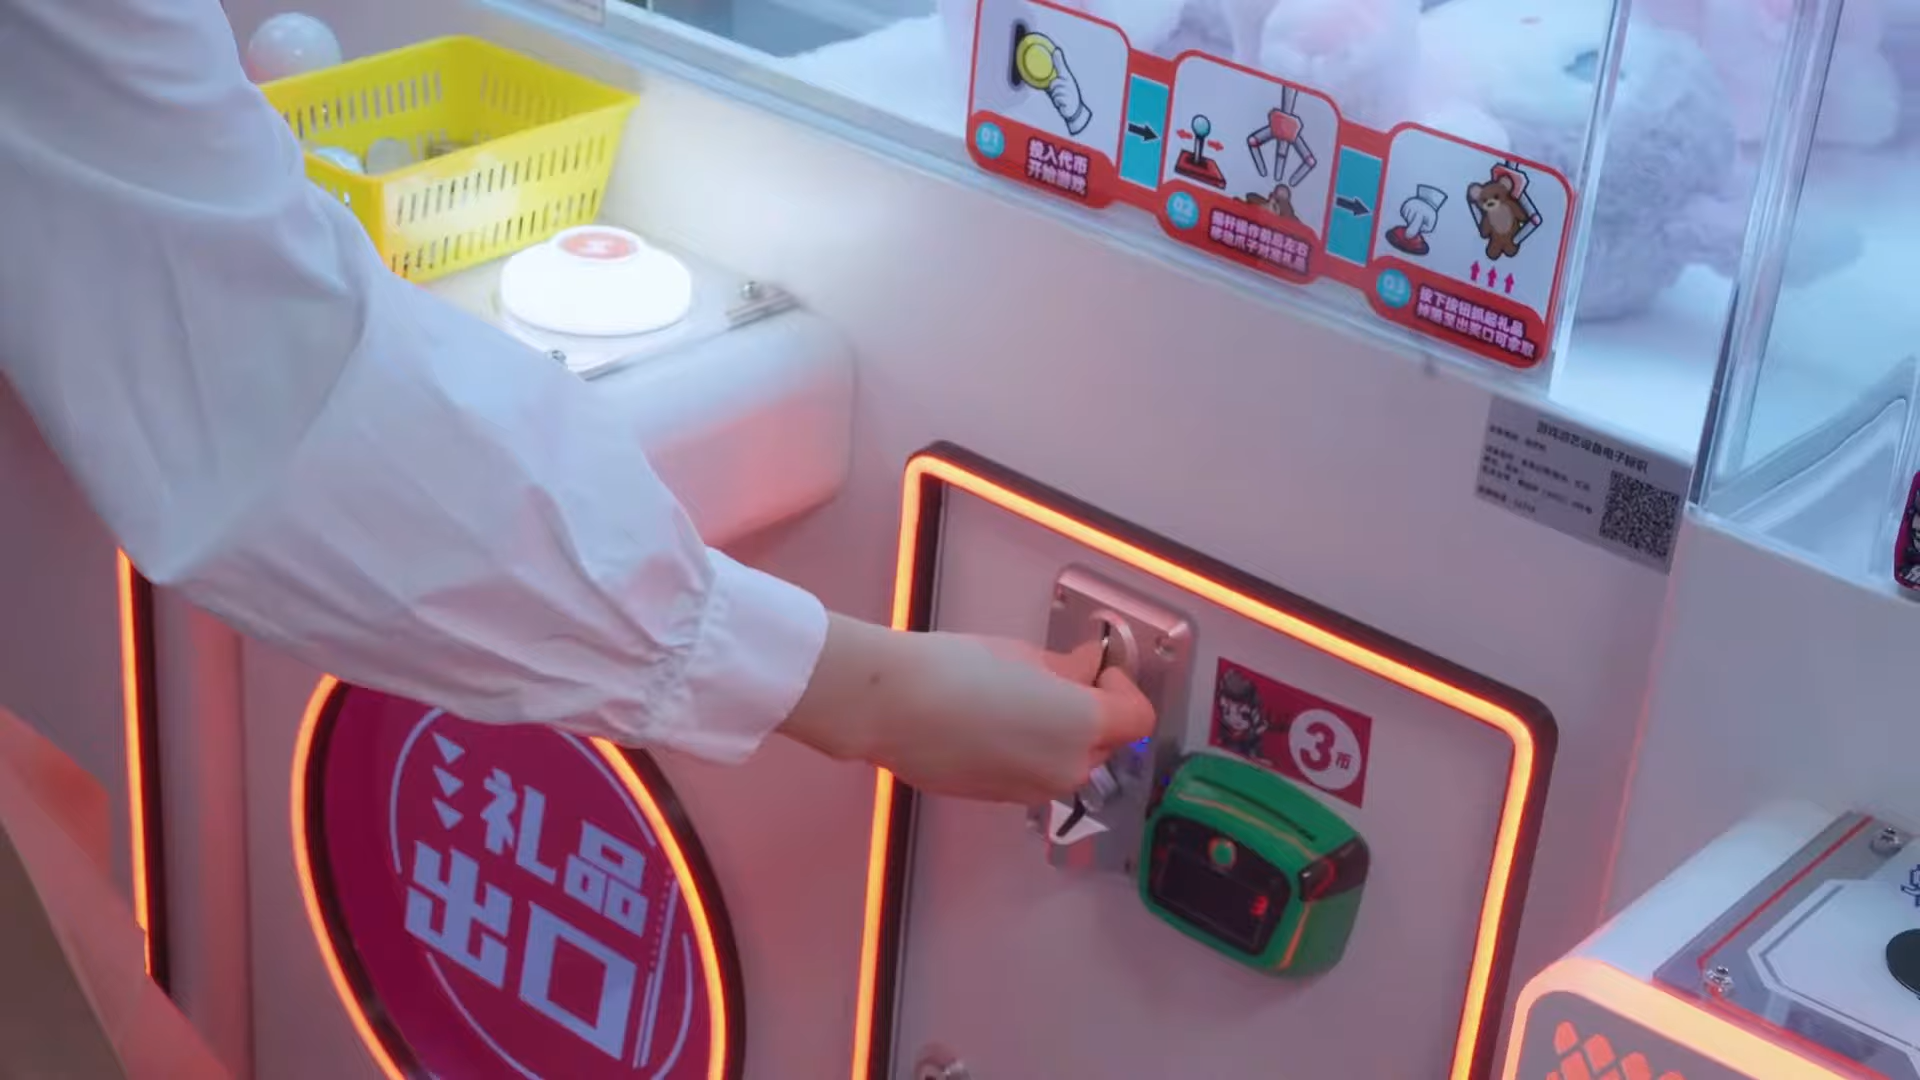 01
投入代币
开始游戏
02
摇杆操作前后左右
移动爪子对准礼品
03
按下按钮抓起礼品
掉落至出奖口可拿取
游戏游艺设备电子标识
3币
3
礼品
出口